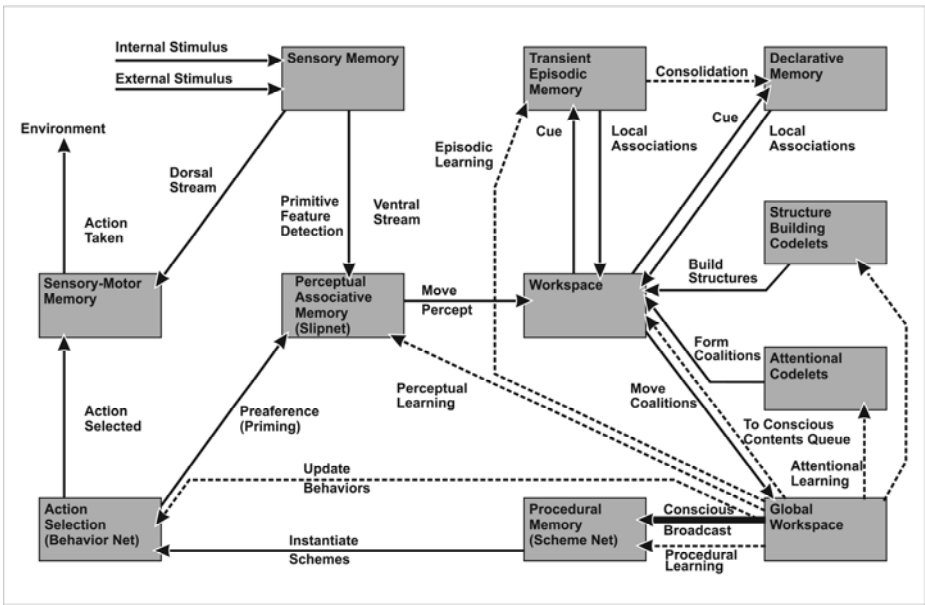 Internal Stimulus
External Stimulus
Sensory Memory
Transient
Episodic
Memory
Consolidation
Declarative
Memory
Environment
Dorsal
Stream
Episodic
Learning
Cue
Local
Associations
Cue
Local
Associations
Action
Taken
Primitive
Feature
Detection
Ventral
Stream
Structure
Building
Codelets
Sensory-Motor
Memory
Perceptual
Associative
Memory
(Slipnet)
Move
Percept
Workspace
Build
Structures
Form
Coalitions
Attentional
Codelets
Action
Selected
Preaference
(Priming)
Perceptual
Learning
Move
Coalitions
To Conscious
Contents Queue
Attentional
Learning
Update
Behaviors
Action
Selection
(Behavior Net)
Instantiate
Schemes
Procedural
Memory
(Scheme Net)
Conscious
Broadcast
Procedural
Learning
Global
Workspace